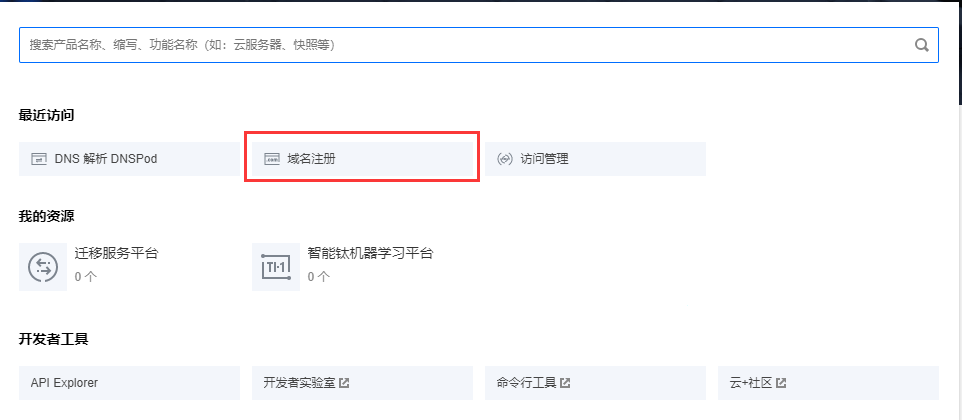 搜索产品名称、缩写、功能名称（如：云服务器、快照等）
最近访问
DNS 解析 DNSPod
.com 域名注册
访问管理
我的资源
迁移服务平台
0 个
TI-1
智能钛机器学习平台
0 个
开发者工具
API Explorer
开发者实验室
命令行工具
云+社区